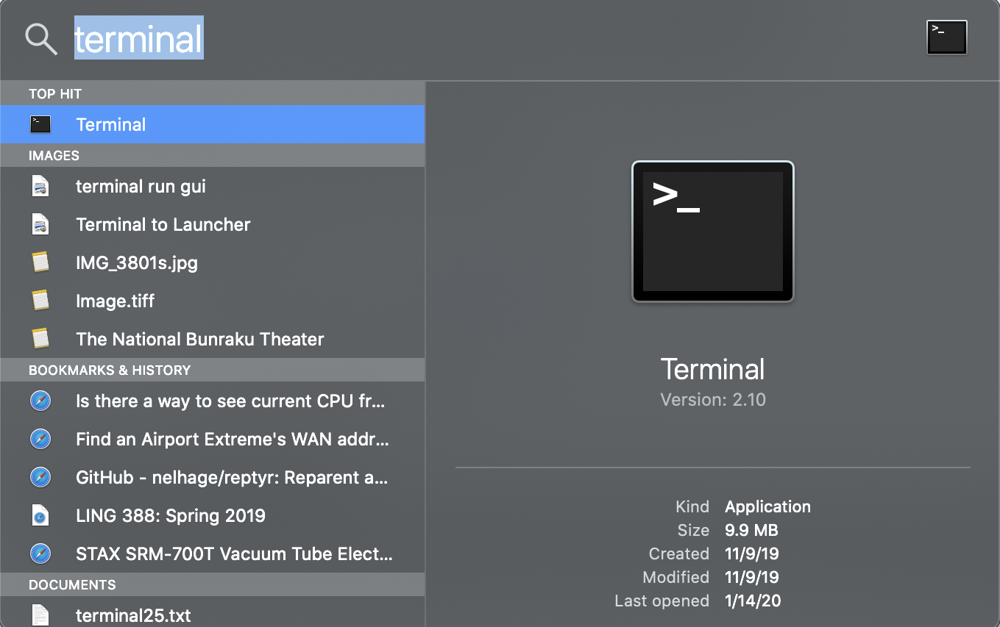 terminal
>_
TOP HIT
>_ Terminal
IMAGES
terminal run gui
Terminal to Launcher
IMG_3801s.jpg
Image.tiff
The National Bunraku Theater
BOOKMARKS & HISTORY
Is there a way to see current CPU fr...
Find an Airport Extreme's WAN addr...
GitHub - nelhage/reptyr: Reparent a...
LING 388: Spring 2019
STAX SRM-700T Vacuum Tube Elect...
DOCUMENTS
terminal25.txt
>_
Terminal
Version: 2.10
Kind Application
Size 9.9 MB
Created 11/9/19
Modified 11/9/19
Last opened 1/14/20